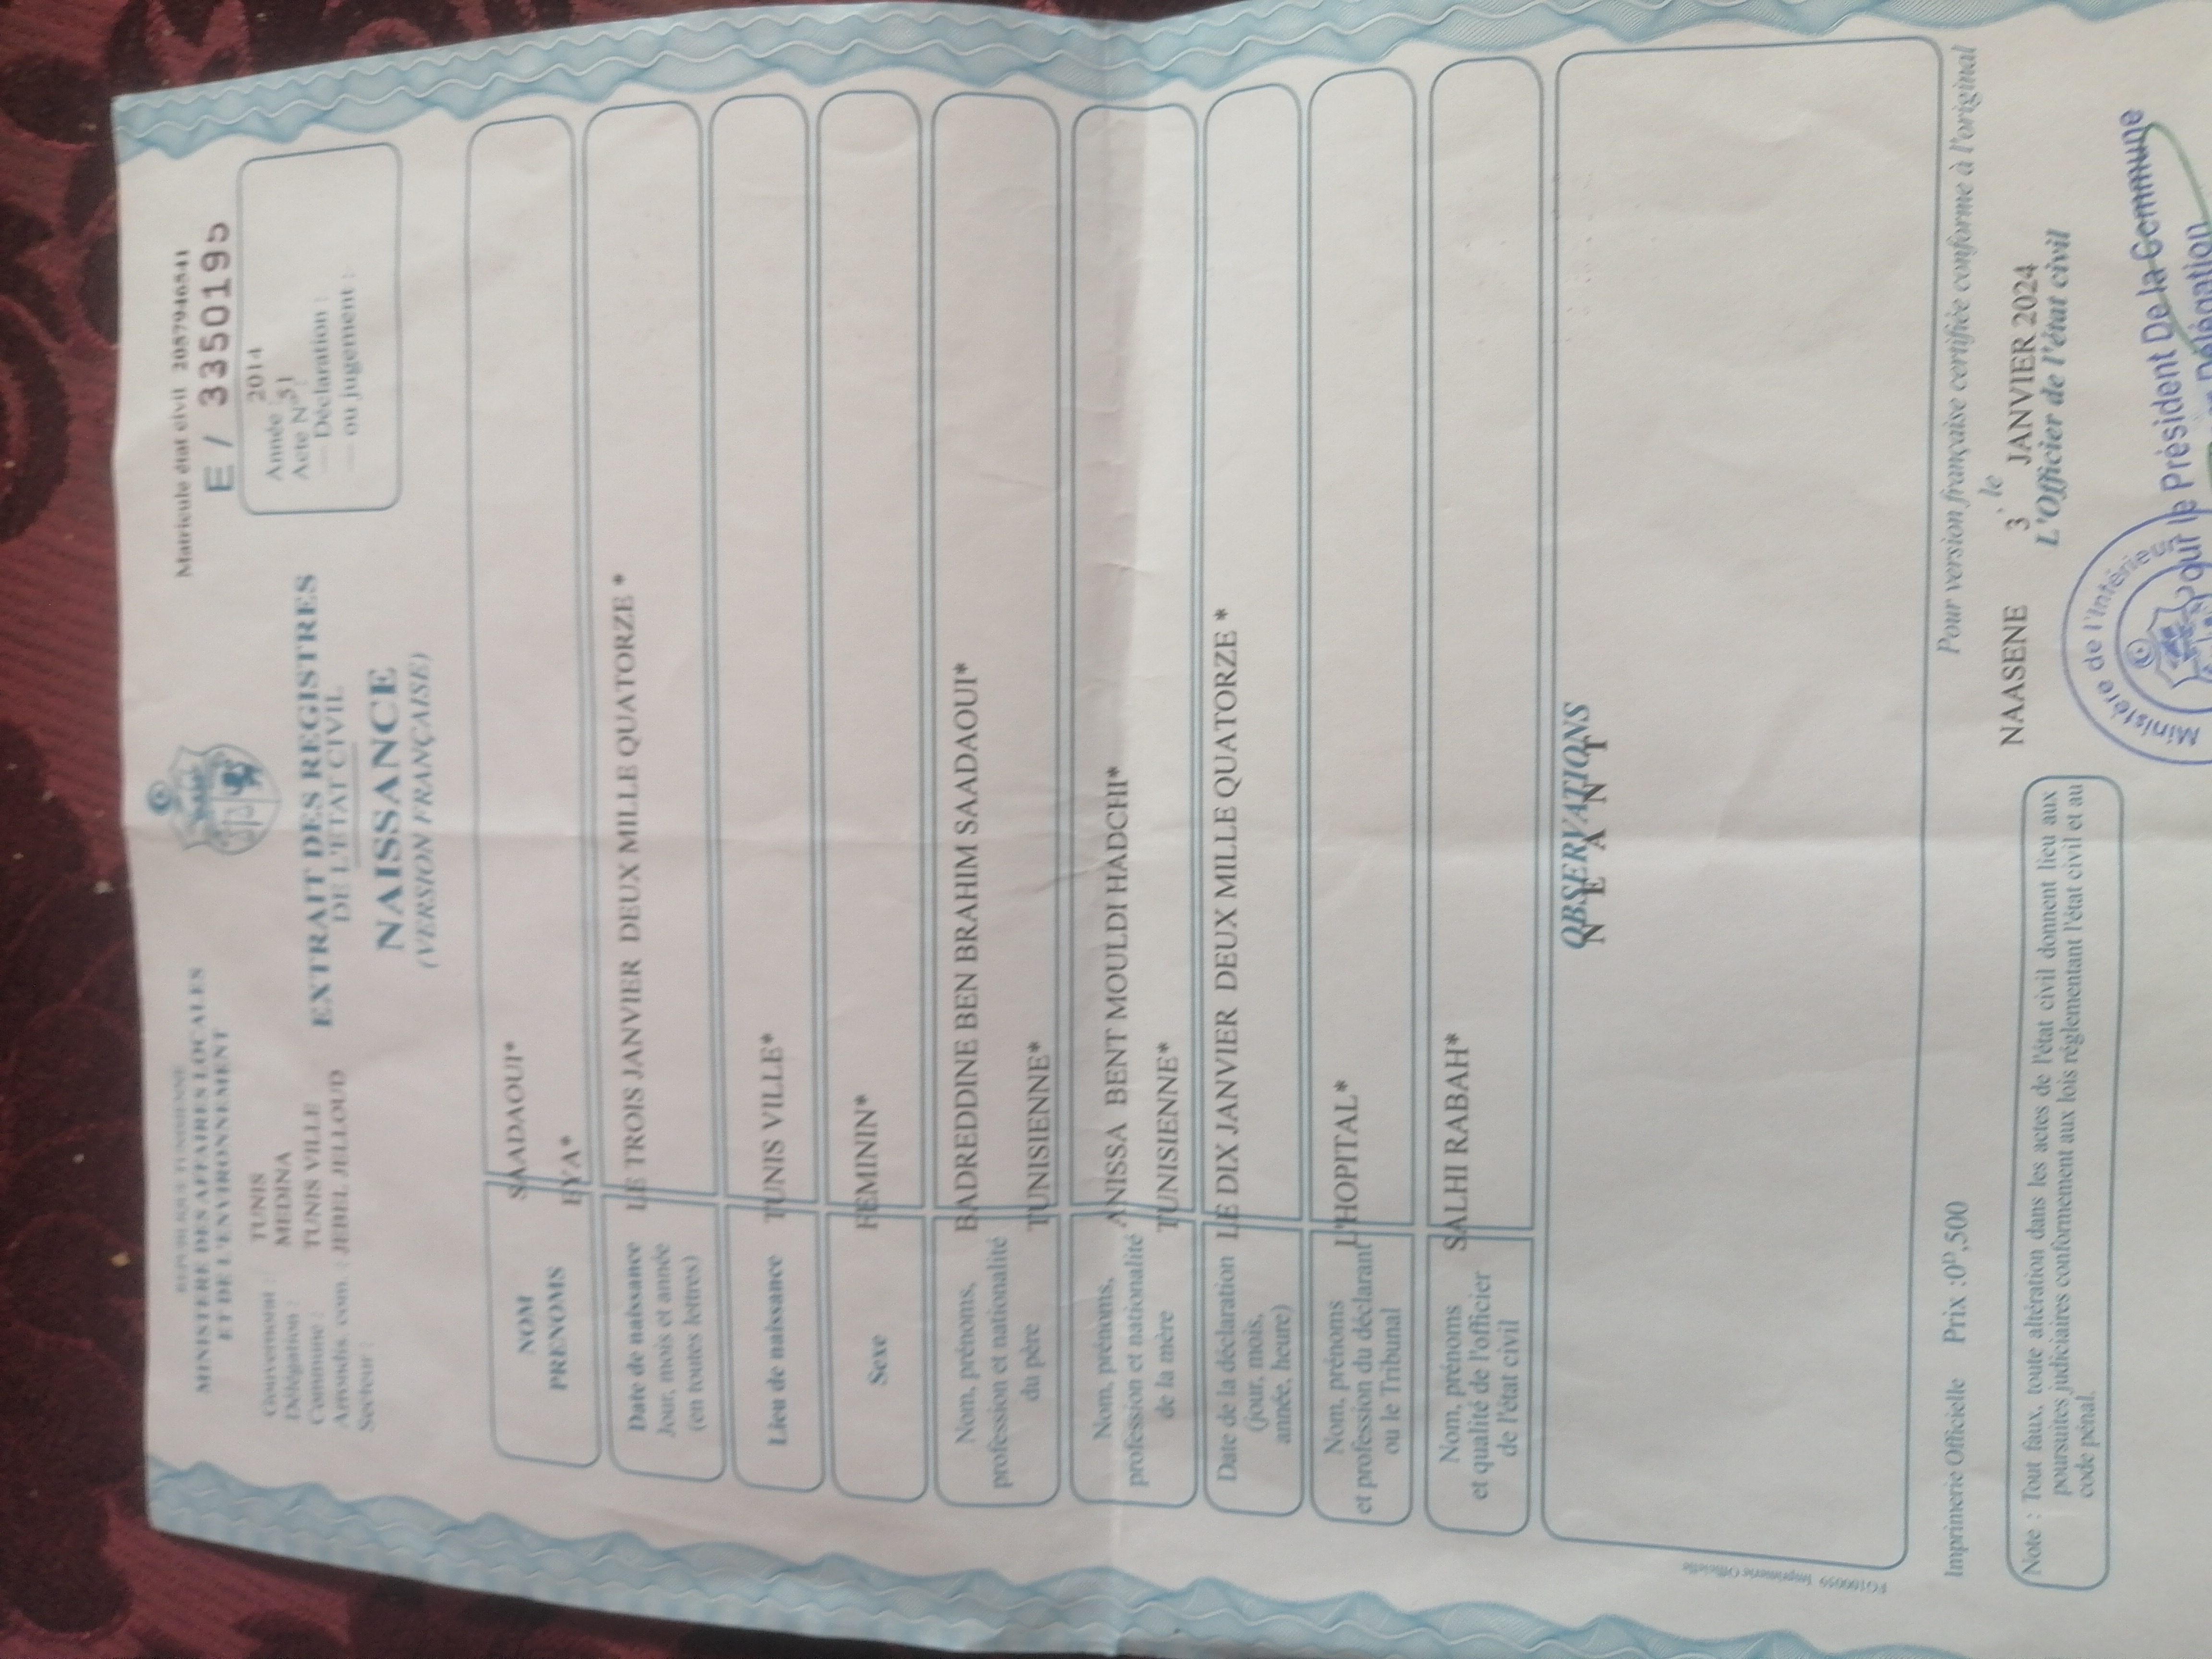 REPUBLIQUE TUNISIENNE
MINISTERE DES AFFAIRES LOCALES
ET DE L'ENVIRONNEMENT
Gouvernorat : TUNIS
Délégation : MEDINA
Commune : TUNIS VILLE
Arrondis. com. : JEBEL JELLOUD
Secteur :
EXTRAIT DES REGISTRES
DE L'ETAT CIVIL
NAISSANCE
(VERSION FRANÇAISE)
Matricule état civil 20579465
E / 3350195
Année 2014
Acte N° 31
— Déclaration :
— ou jugement :
NOM SAADAOUI*
PRENOMS EYA*
Date de naissance LE TROIS JANVIER DEUX MILLE QUATORZE *
Jour, mois et année
(en toutes lettres)
Lieu de naissance TUNIS VILLE*
Sexe FEMININ*
Nom, prénoms, BADREDDINE BEN BRAHIM SAADAOUI*
profession et nationalité
du père TUNISIENNE*
Nom, prénoms, ANISSA BENT MOULDI HADCHI*
profession et nationalité
de la mère TUNISIENNE*
Date de la déclaration LE DIX JANVIER DEUX MILLE QUATORZE *
(jour, mois,
année, heure)
Nom, prénoms L'HOPITAL*
et profession du déclarant
ou le Tribunal
Nom, prénoms SALHI RABAH*
et qualité de l'officier
de l'état civil
OBSERVATIONS
N E A N T
FG100059 Imprimerie Officielle
Imprimerie Officielle Prix :0ᴰ,500
Pour version française certifiée conforme à l'original
NAASENE le 3 JANVIER 2024
L'Officier de l'état civil
Note : Tout faux, toute altération dans les actes de l'état civil donnent lieu aux
poursuites judiciaires conformement aux lois réglementant l'état civil et au
code pénal.
Ministère de l'Intérieur
Pour le Président De la Commune
Délégation